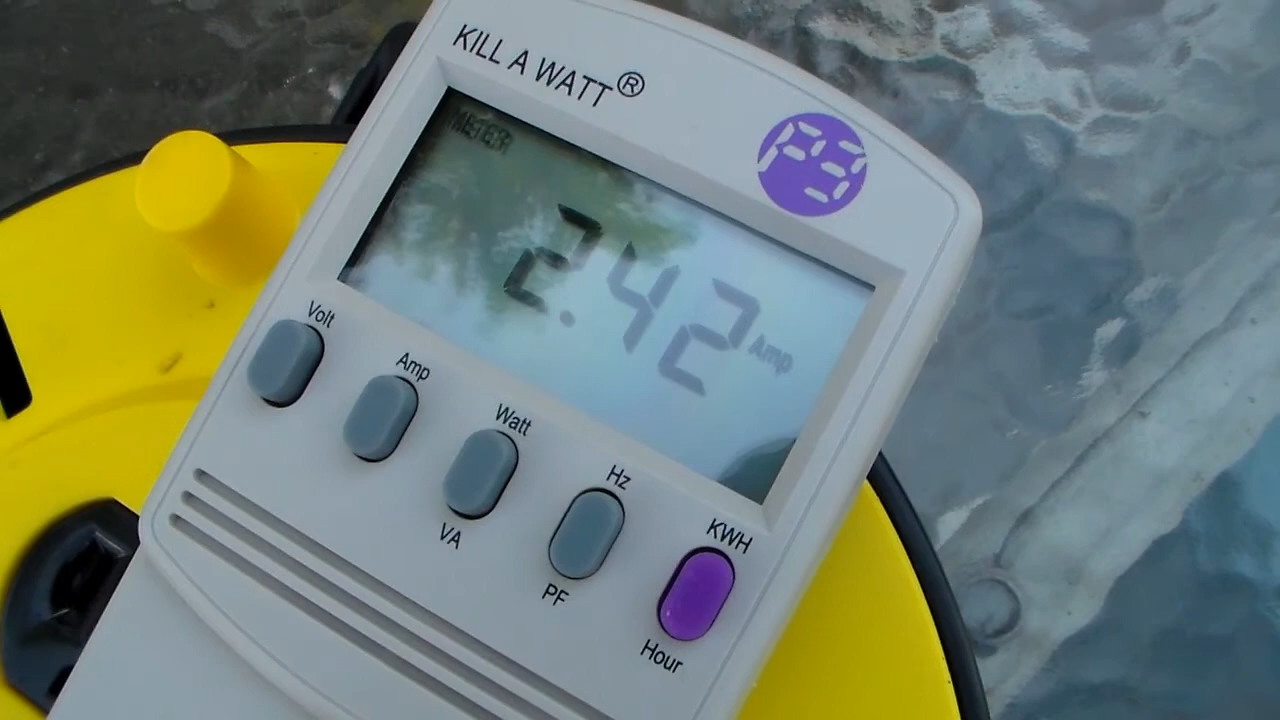 KILL A WATT®
P3
METER
2.42 Amp
Volt
Amp
Watt
VA
Hz
PF
KWH
Hour